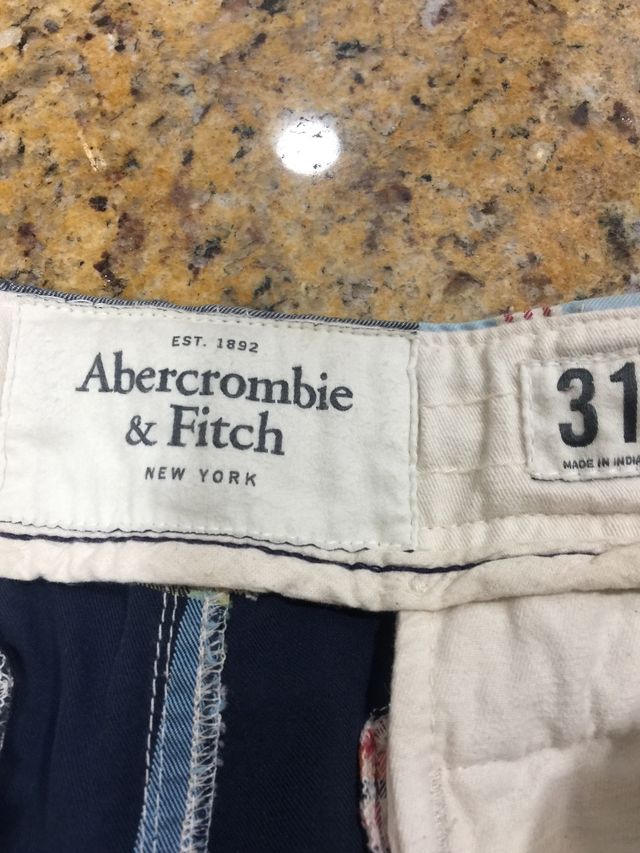 EST. 1892
Abercrombie
& Fitch
NEW YORK
31
MADE IN INDIA